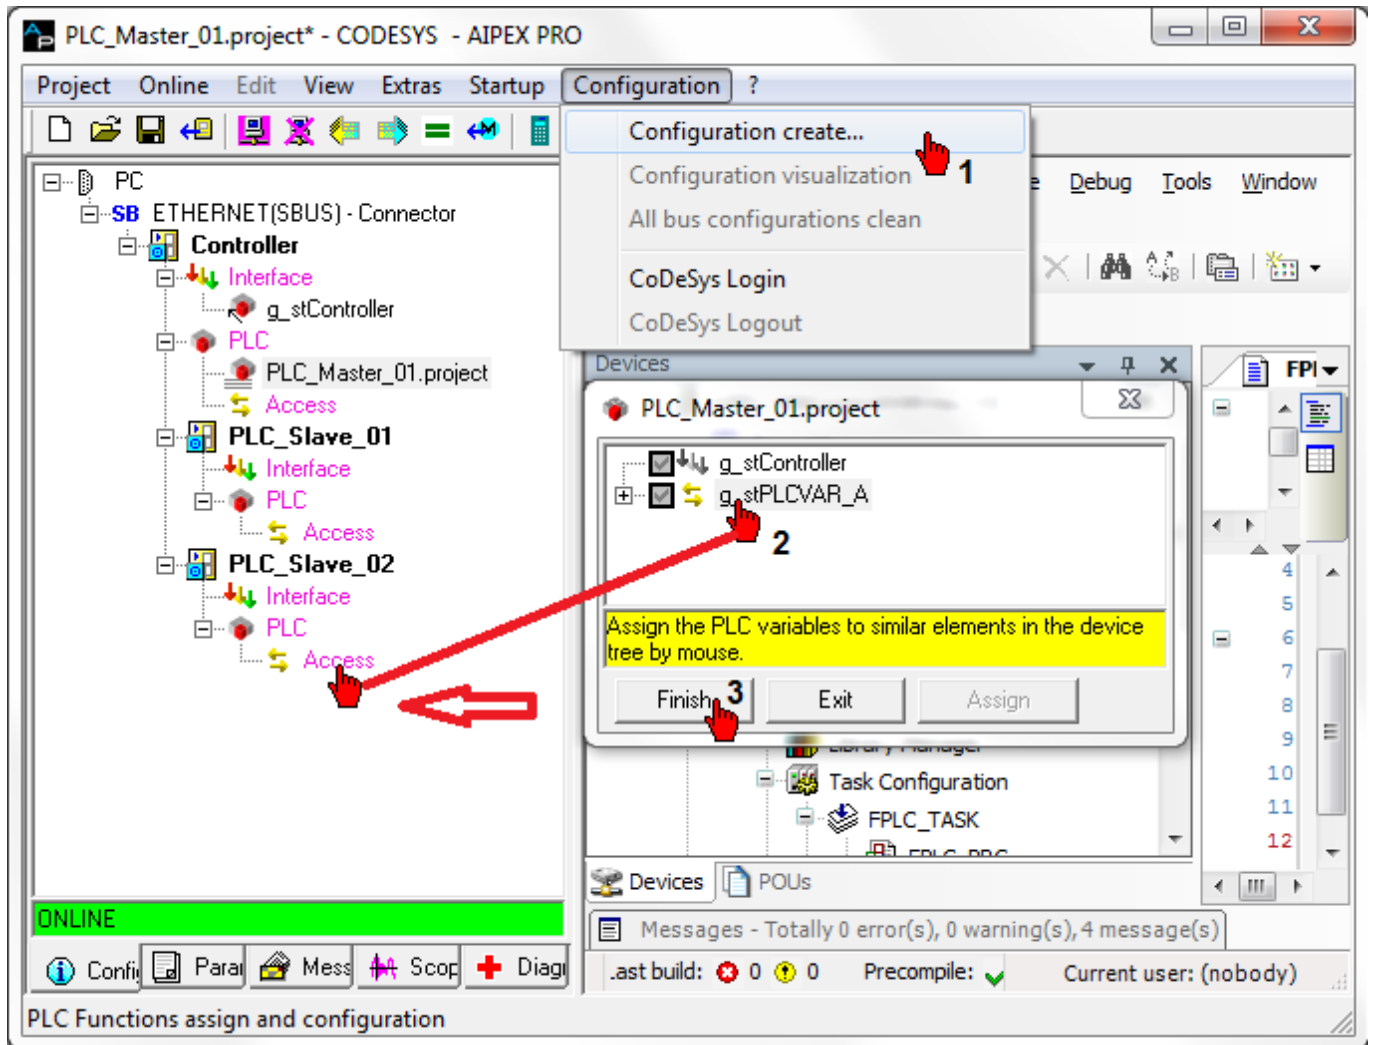 PLC_Master_01.project* - CODESYS - AIPEX PRO
Project Online Edit View Extras Startup Configuration ?
Configuration create...
1
Configuration visualization
All bus configurations clean
CoDeSys Login
CoDeSys Logout
Debug Tools Window
PC
SB ETHERNET(SBUS) - Connector
Controller
Interface
g_stController
PLC
PLC_Master_01.project
Access
PLC_Slave_01
Interface
PLC
Access
PLC_Slave_02
Interface
PLC
Access
ONLINE
Devices
PLC_Master_01.project
g_stController
g_stPLCVAR_A
2
Assign the PLC variables to similar elements in the device
tree by mouse.
Finish 3 Exit Assign
Library Manager
Task Configuration
FPLC_TASK
FPLC_PRG
Devices POUs
4
5
6
7
8
9
10
11
12
Messages - Totally 0 error(s), 0 warning(s), 4 message(s)
build: 0 0 Precompile: Current user: (nobody)
PLC Functions assign and configuration